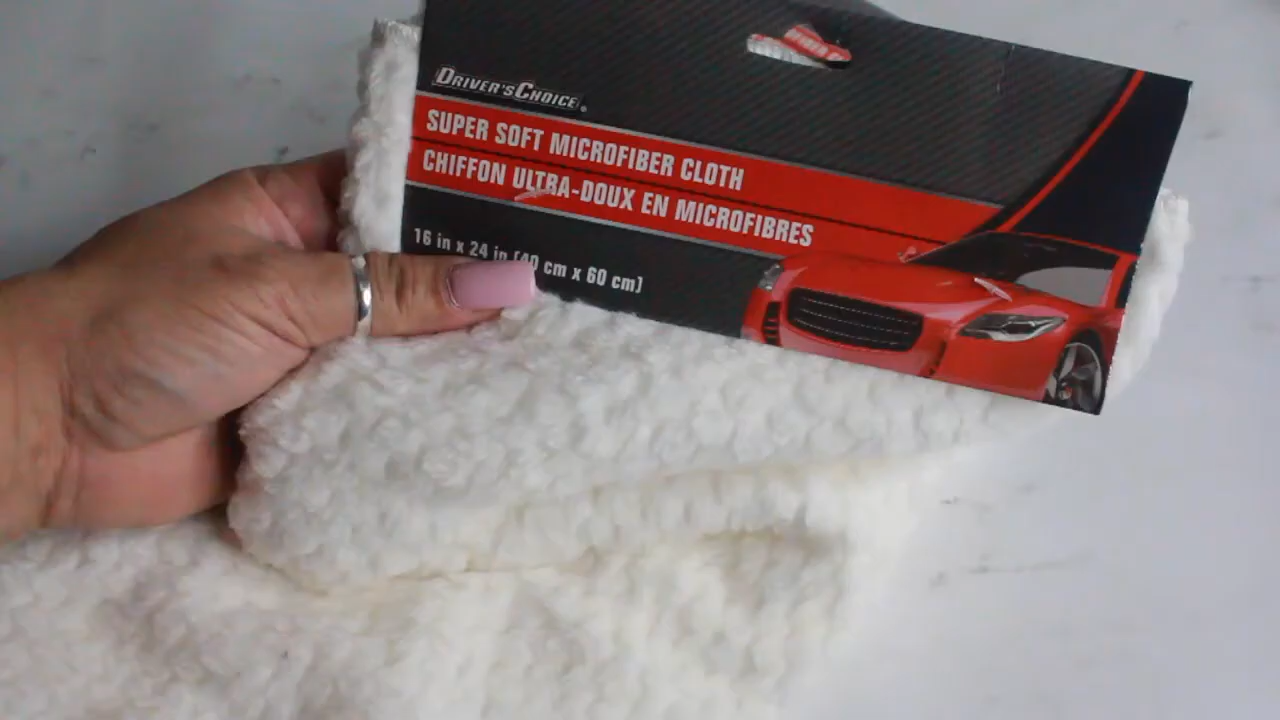 DRIVER'S CHOICE
SUPER SOFT MICROFIBER CLOTH
CHIFFON ULTRA-DOUX EN MICROFIBRES
16 in x 24 in [40 cm x 60 cm]